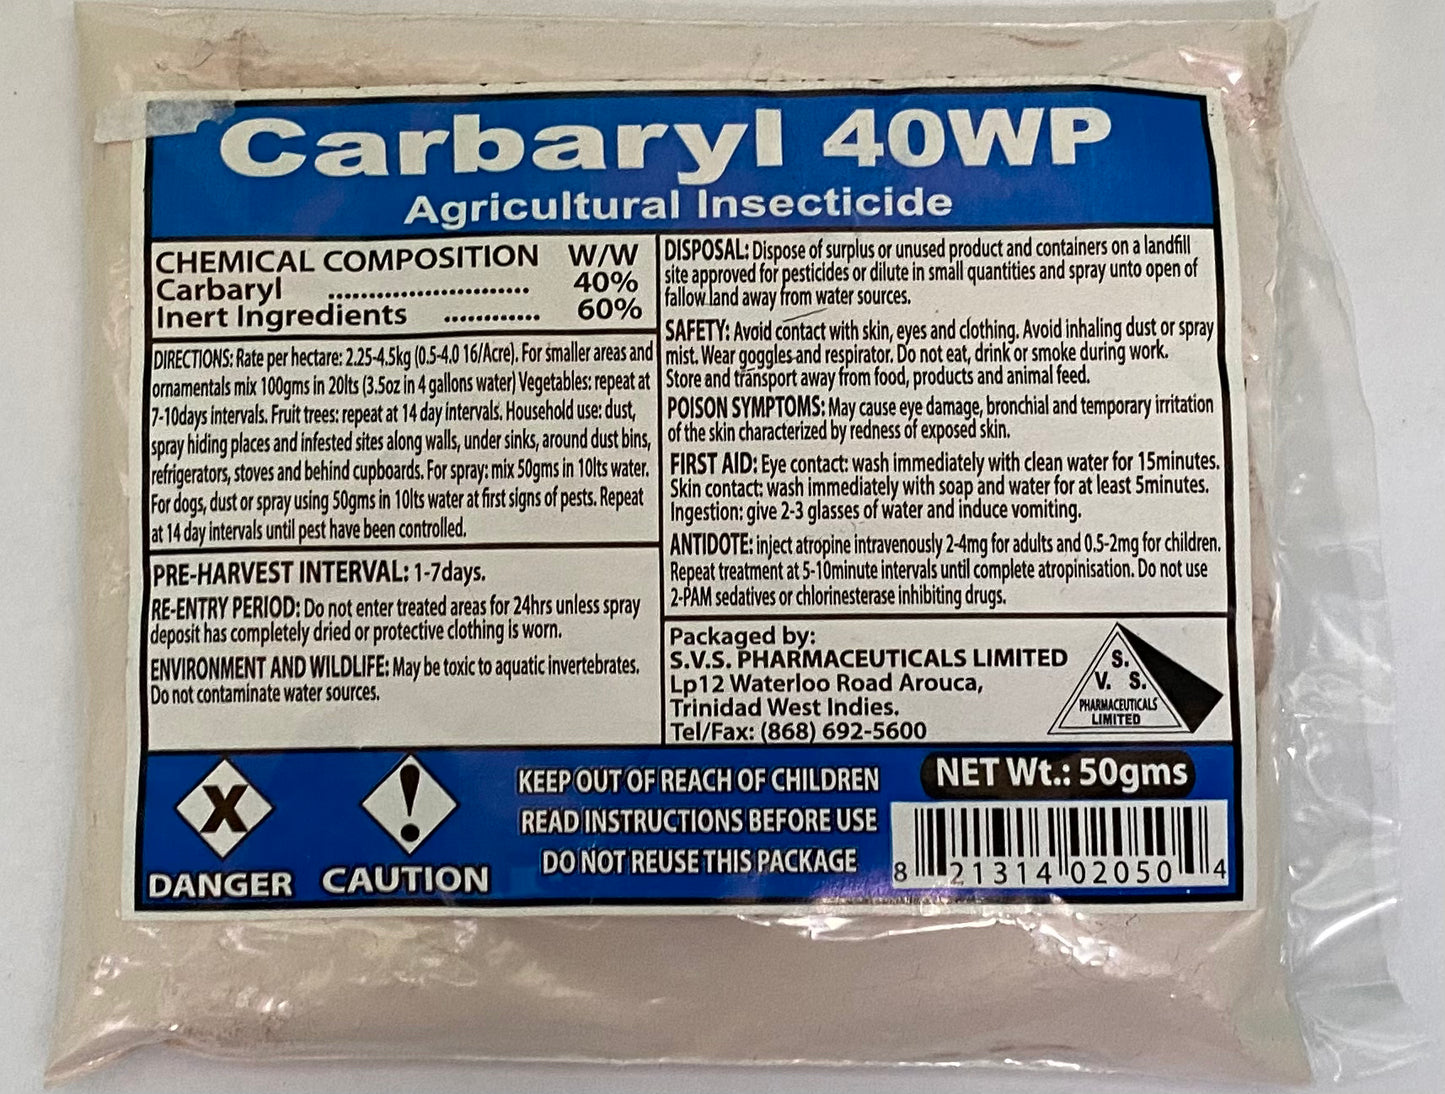 Carbaryl 40WP
Agricultural Insecticide
CHEMICAL COMPOSITION W/W
Carbaryl ......................... 40%
Inert Ingredients ............ 60%
DIRECTIONS: Rate per hectare: 2.25-4.5kg (0.5-4.0 16/Acre). For smaller areas and
ornamentals mix 100gms in 20lts (3.5oz in 4 gallons water) Vegetables: repeat at
7-10days intervals. Fruit trees: repeat at 14 day intervals. Household use: dust,
spray hiding places and infested sites along walls, under sinks, around dust bins,
refrigerators, stoves and behind cupboards. For spray: mix 50gms in 10lts water.
For dogs, dust or spray using 50gms in 10lts water at first signs of pests. Repeat
at 14 day intervals until pest have been controlled.
PRE-HARVEST INTERVAL: 1-7days.
RE-ENTRY PERIOD: Do not enter treated areas for 24hrs unless spray
deposit has completely dried or protective clothing is worn.
ENVIRONMENT AND WILDLIFE: May be toxic to aquatic invertebrates.
Do not contaminate water sources.
DISPOSAL: Dispose of surplus or unused product and containers on a landfill
site approved for pesticides or dilute in small quantities and spray unto open of
fallow land away from water sources.
SAFETY: Avoid contact with skin, eyes and clothing. Avoid inhaling dust or spray
mist. Wear goggles and respirator. Do not eat, drink or smoke during work.
Store and transport away from food, products and animal feed.
POISON SYMPTOMS: May cause eye damage, bronchial and temporary irritation
of the skin characterized by redness of exposed skin.
FIRST AID: Eye contact: wash immediately with clean water for 15minutes.
Skin contact: wash immediately with soap and water for at least 5minutes.
Ingestion: give 2-3 glasses of water and induce vomiting.
ANTIDOTE: inject atropine intravenously 2-4mg for adults and 0.5-2mg for children.
Repeat treatment at 5-10minute intervals until complete atropinisation. Do not use
2-PAM sedatives or chlorinesterase inhibiting drugs.
Packaged by:
S.V.S. PHARMACEUTICALS LIMITED
Lp12 Waterloo Road Arouca,
Trinidad West Indies.
Tel/Fax: (868) 692-5600
S.
V. S.
PHARMACEUTICALS
LIMITED
X
!
DANGER CAUTION
KEEP OUT OF REACH OF CHILDREN
READ INSTRUCTIONS BEFORE USE
DO NOT REUSE THIS PACKAGE
NET Wt.: 50gms
8 21314 02050 4